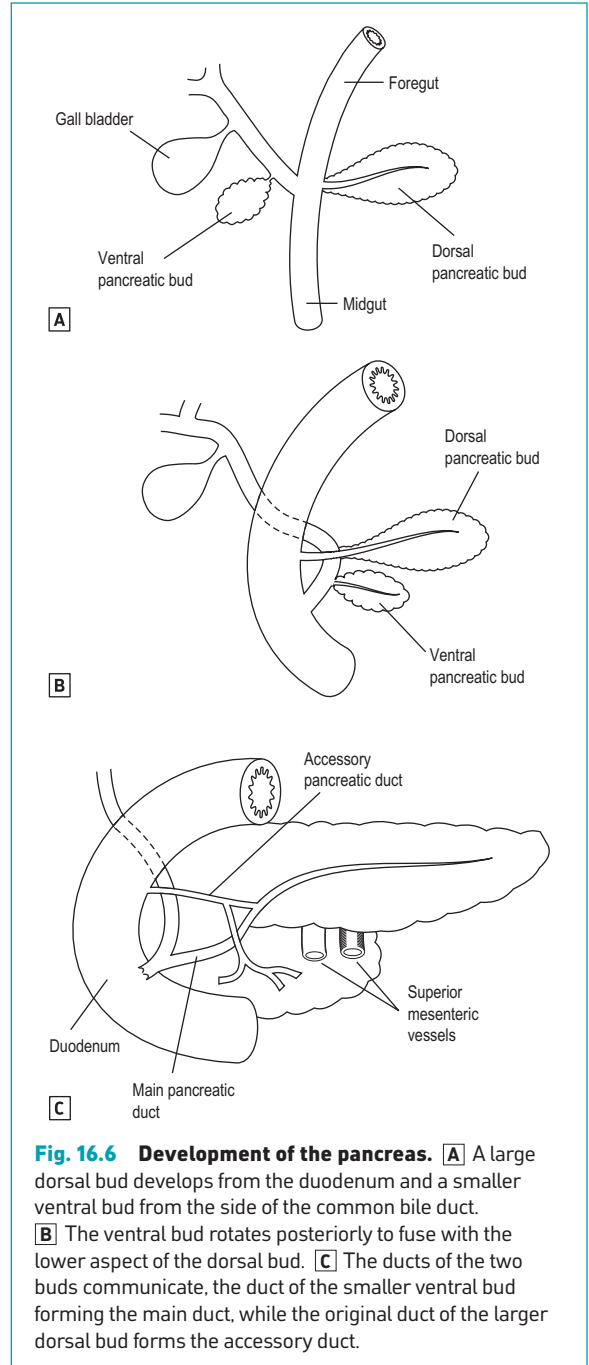 Foregut
Gall bladder
Ventral
pancreatic bud
Dorsal
pancreatic bud
Midgut
A
Dorsal
pancreatic bud
Ventral
pancreatic bud
B
Accessory
pancreatic duct
Superior
mesenteric
vessels
Duodenum
Main pancreatic
duct
C
Fig. 16.6 Development of the pancreas. A A large
dorsal bud develops from the duodenum and a smaller
ventral bud from the side of the common bile duct.
B The ventral bud rotates posteriorly to fuse with the
lower aspect of the dorsal bud. C The ducts of the two
buds communicate, the duct of the smaller ventral bud
forming the main duct, while the original duct of the larger
dorsal bud forms the accessory duct.